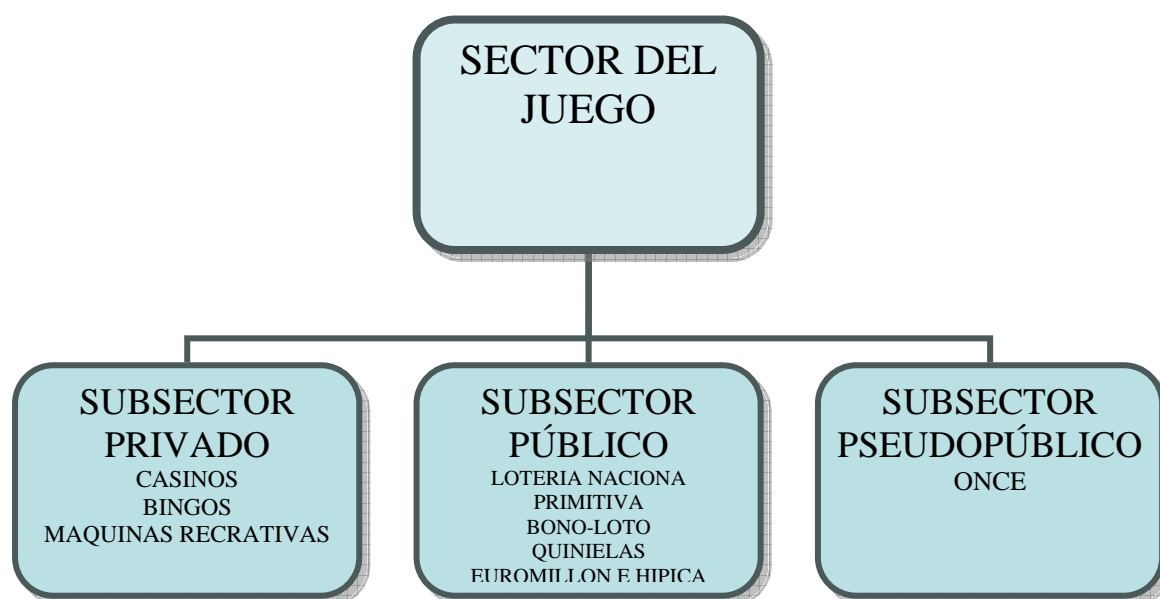 SECTOR DEL
JUEGO
SUBSECTOR
PRIVADO
CASINOS
BINGOS
MAQUINAS RECRATIVAS
SUBSECTOR
PÚBLICO
LOTERIA NACIONA
PRIMITIVA
BONO-LOTO
QUINIELAS
EUROMILLON E HIPICA
SUBSECTOR
PSEUDOPÚBLICO
ONCE